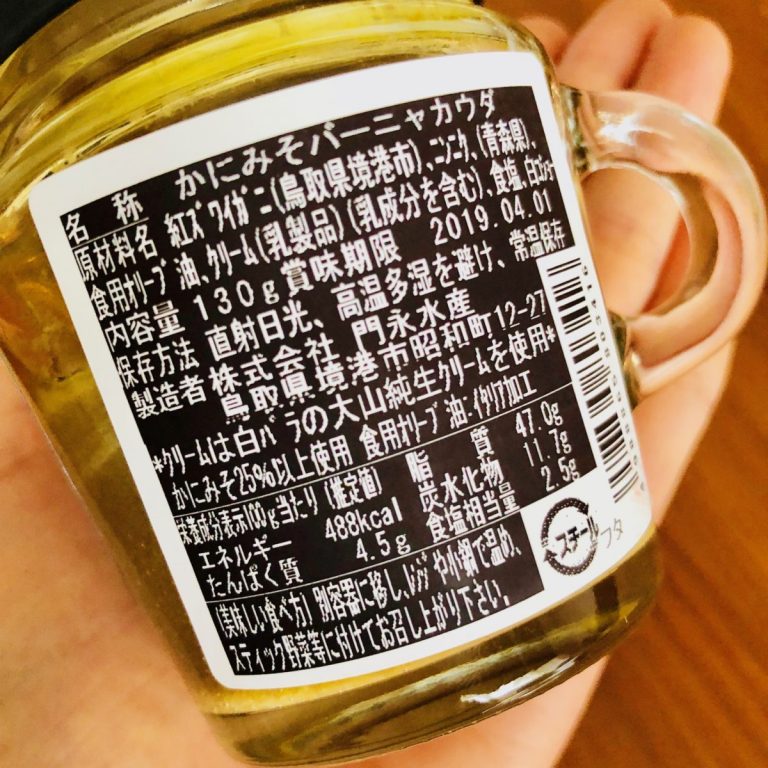 名 称 かにみそバーニャカウダ
原材料名 紅ズワイガニ(鳥取県境港市)、ニンニク、(青森県)、
食用オリーブ油、クリーム(乳製品)(乳成分を含む)、食塩、白コショー
内容量 130g 賞味期限 2019.04.01
保存方法 直射日光、高温多湿を避け、常温保存
製造者 株式会社 門永水産
鳥取県境港市昭和町12-27
*クリームは白バラの大山純生クリームを使用*
かにみそ25%以上使用 食用オリーブ油・イタリア加工
栄養成分表示100g当たり(推定値) 脂質 47.0g
エネルギー 488kcal 炭水化物 11.7g
たんぱく質 4.5g 食塩相当量 2.5g
(美味しい食べ方)別容器に移し、レンジや小鍋で温め、
スティック野菜等に付けてお召し上がり下さい。
スチール フタ